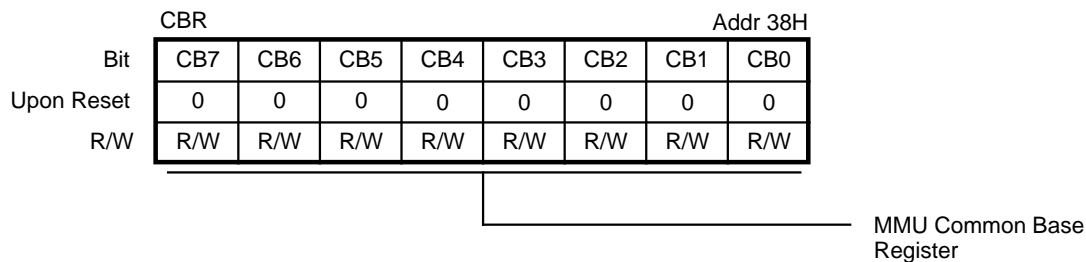 CBR Addr 38H
Bit CB7 CB6 CB5 CB4 CB3 CB2 CB1 CB0
Upon Reset 0 0 0 0 0 0 0 0
R/W R/W R/W R/W R/W R/W R/W R/W R/W
MMU Common Base
Register